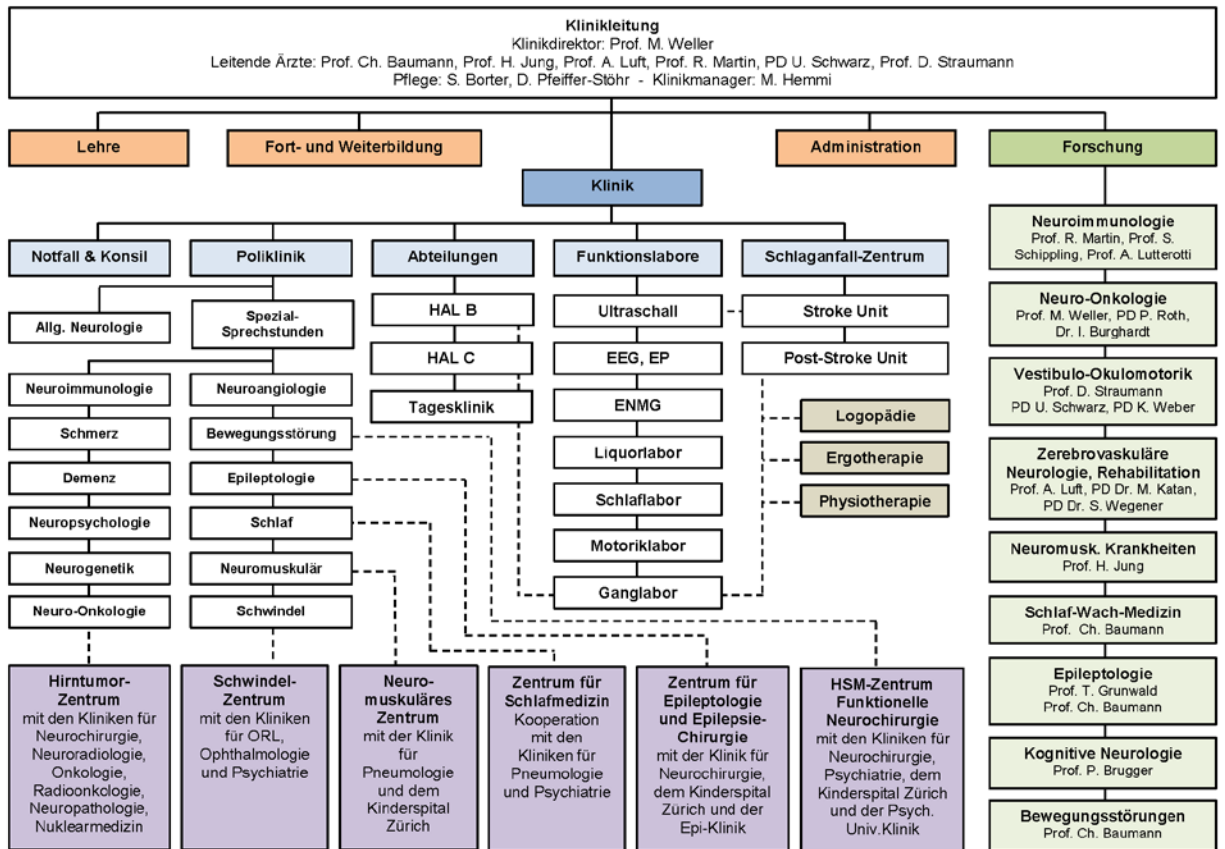 Klinikleitung
Klinikdirektor: Prof. M. Weller
Leitende Ärzte: Prof. Ch. Baumann, Prof. H. Jung, Prof. A. Luft, Prof. R. Martin, PD U. Schwarz, Prof. D. Straumann
Pflege: S. Borter, D. Pfeiffer-Stöhr - Klinikmanager: M. Hemmi
Lehre
Fort- und Weiterbildung
Administration
Forschung
Klinik
Notfall & Konsil
Poliklinik
Abteilungen
Funktionslabore
Schlaganfall-Zentrum
Allg. Neurologie
Spezial-
Sprechstunden
Neuroimmunologie
Schmerz
Demenz
Neuropsychologie
Neurogenetik
Neuro-Onkologie
Neuroangiologie
Bewegungsstörung
Epileptologie
Schlaf
Neuromuskulär
Schwindel
HAL B
HAL C
Tagesklinik
Ultraschall
EEG, EP
ENMG
Liquorlabor
Schlaflabor
Motoriklabor
Ganglabor
Stroke Unit
Post-Stroke Unit
Logopädie
Ergotherapie
Physiotherapie
Hirntumor-
Zentrum
mit den Kliniken für
Neurochirurgie,
Neuroradiologie,
Onkologie,
Radioonkologie,
Neuropathologie,
Nuklearmedizin
Schwindel-
Zentrum
mit den Kliniken
für ORL,
Ophthalmologie
und Psychiatrie
Neuro-
muskuläres
Zentrum
mit der Klinik
für
Pneumologie
und dem
Kinderspital
Zürich
Zentrum für
Schlafmedizin
Kooperation
mit den
Kliniken für
Pneumologie
und Psychiatrie
Zentrum für
Epileptologie
und Epilepsie-
Chirurgie
mit der Klinik für
Neurochirurgie,
dem Kinderspital
Zürich und der
Epi-Klinik
HSM-Zentrum
Funktionelle
Neurochirurgie
mit den Kliniken für
Neurochirurgie,
Psychiatrie, dem
Kinderspital Zürich
und der Psych.
Univ.Klinik
Neuroimmunologie
Prof. R. Martin, Prof. S.
Schippling, Prof. A. Lutterotti
Neuro-Onkologie
Prof. M. Weller, PD P. Roth,
Dr. I. Burghardt
Vestibulo-Okulomotorik
Prof. D. Straumann
PD U. Schwarz, PD K. Weber
Zerebrovaskuläre
Neurologie, Rehabilitation
Prof. A. Luft, PD Dr. M. Katan,
PD Dr. S. Wegener
Neuromusk. Krankheiten
Prof. H. Jung
Schlaf-Wach-Medizin
Prof. Ch. Baumann
Epileptologie
Prof. T. Grunwald
Prof. Ch. Baumann
Kognitive Neurologie
Prof. P. Brugger
Bewegungsstörungen
Prof. Ch. Baumann